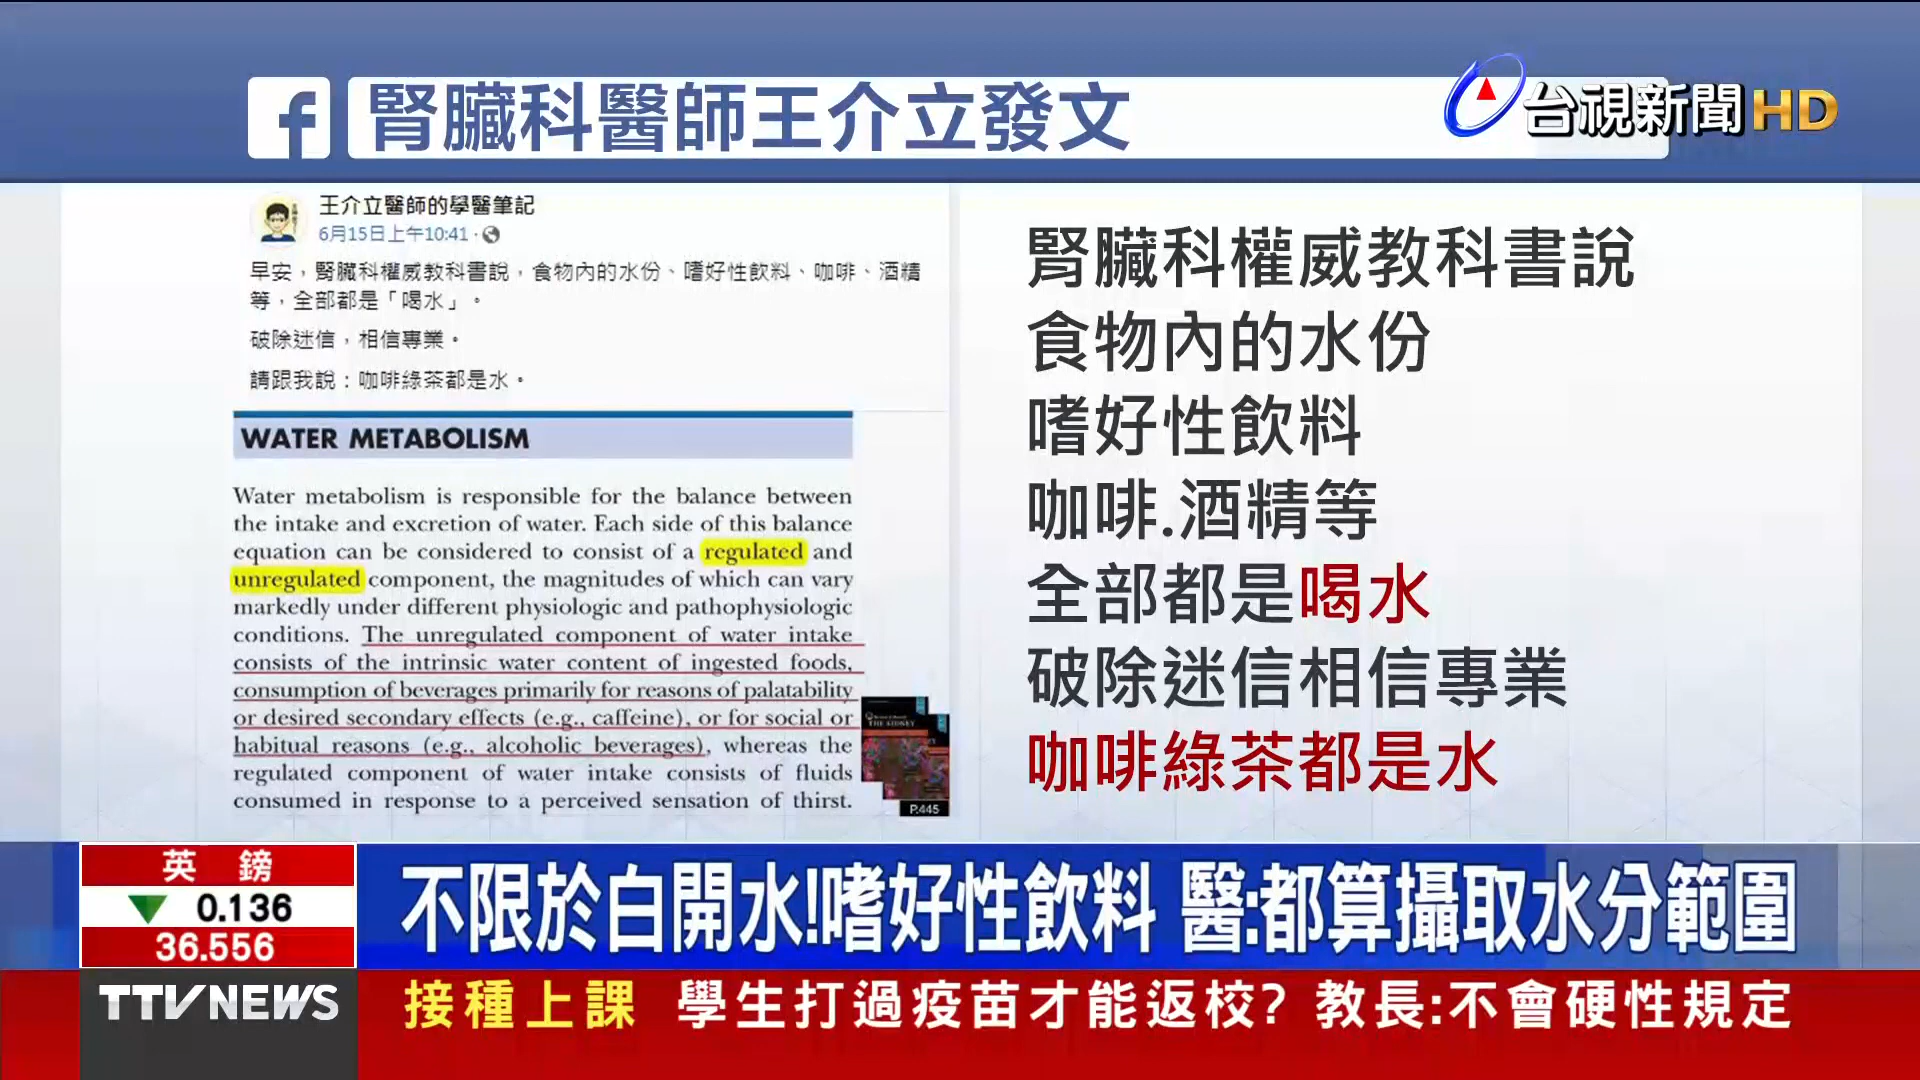 腎臟科醫師王介立發文
台視新聞HD
王介立醫師的學醫筆記
6月15日上午10:41
早安，腎臟科權威教科書說，食物內的水份、嗜好性飲料、咖啡、酒精
等，全部都是「喝水」。
破除迷信，相信專業。
請跟我說：咖啡綠茶都是水。
WATER METABOLISM
Water metabolism is responsible for the balance between
the intake and excretion of water. Each side of this balance
equation can be considered to consist of a regulated and
unregulated component, the magnitudes of which can vary
markedly under different physiologic and pathophysiologic
conditions. The unregulated component of water intake
consists of the intrinsic water content of ingested foods,
consumption of beverages primarily for reasons of palatability
or desired secondary effects (e.g., caffeine), or for social or
habitual reasons (e.g., alcoholic beverages), whereas the
regulated component of water intake consists of fluids
consumed in response to a perceived sensation of thirst.
THE KIDNEY
P.445
腎臟科權威教科書說
食物內的水份
嗜好性飲料
咖啡.酒精等
全部都是喝水
破除迷信相信專業
咖啡綠茶都是水
英鎊
0.136
36.556
不限於白開水!嗜好性飲料 醫:都算攝取水分範圍
TTV NEWS
接種上課 學生打過疫苗才能返校? 教長:不會硬性規定